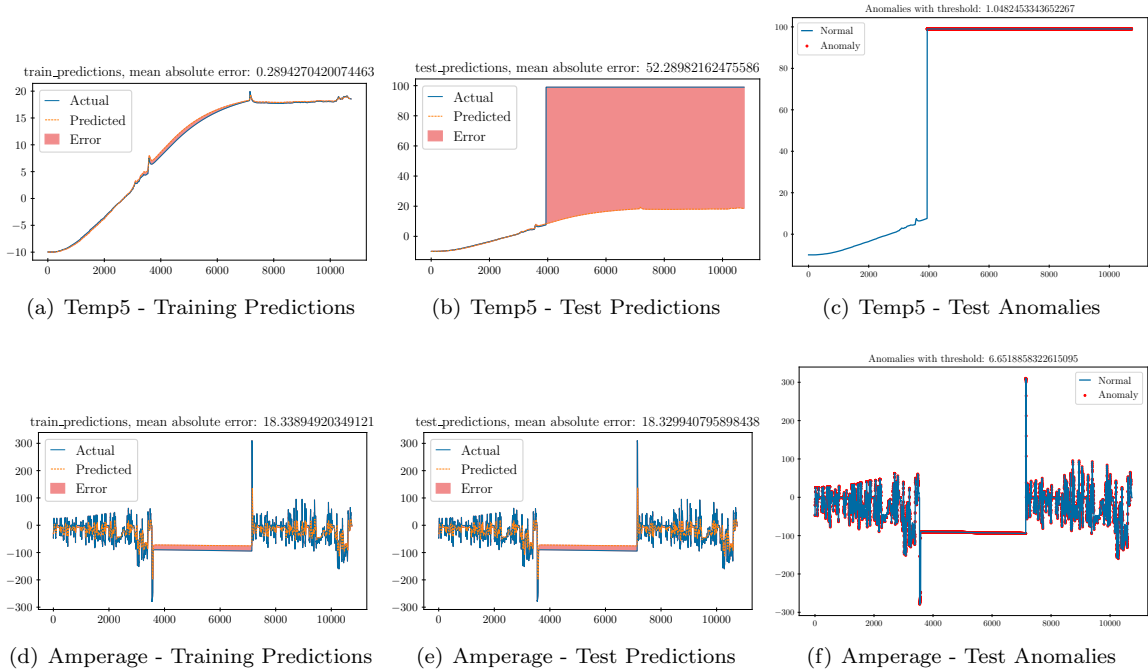 train_predictions, mean absolute error: 0.2894270420074463
20
15
10
5
0
−5
−10
0
2000
4000
6000
8000
10000
Actual
Predicted
Error
(a) Temp5 - Training Predictions
test_predictions, mean absolute error: 52.28982162475586
100
80
60
40
20
0
0
2000
4000
6000
8000
10000
Actual
Predicted
Error
(b) Temp5 - Test Predictions
Anomalies with threshold: 1.0482453343652267
100
80
60
40
20
0
0
2000
4000
6000
8000
10000
Normal
Anomaly
(c) Temp5 - Test Anomalies
train_predictions, mean absolute error: 18.33894920349121
300
200
100
0
−100
−200
−300
0
2000
4000
6000
8000
10000
Actual
Predicted
Error
(d) Amperage - Training Predictions
test_predictions, mean absolute error: 18.329940795898438
300
200
100
0
−100
−200
−300
0
2000
4000
6000
8000
10000
Actual
Predicted
Error
(e) Amperage - Test Predictions
Anomalies with threshold: 6.6518858322615095
300
200
100
0
−100
−200
−300
0
2000
4000
6000
8000
10000
Normal
Anomaly
(f) Amperage - Test Anomalies